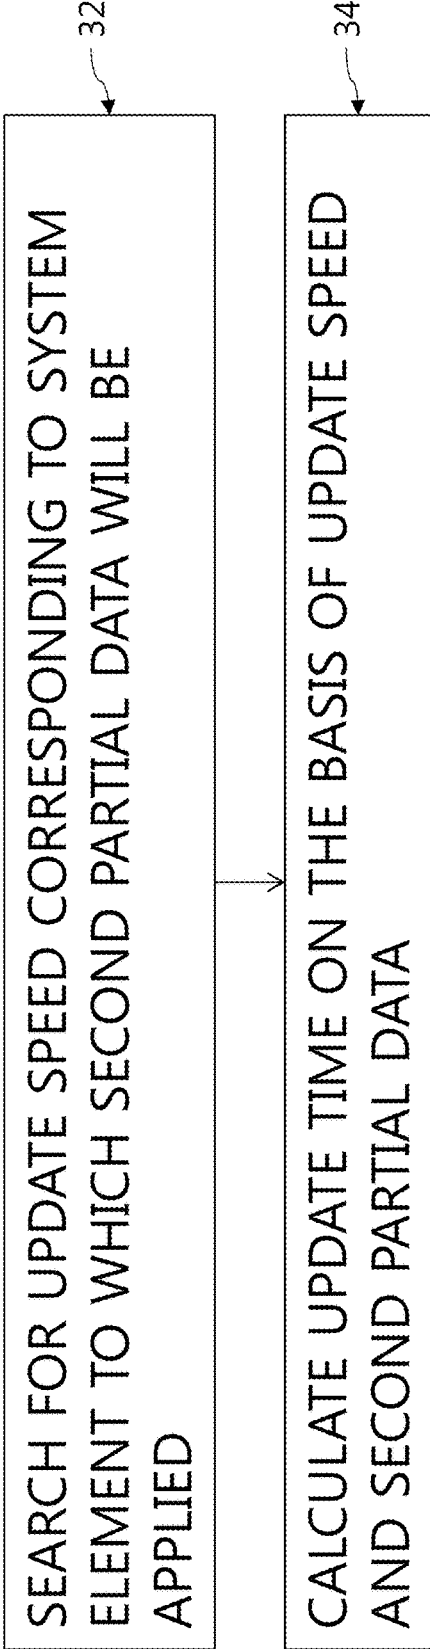 32
SEARCH FOR UPDATE SPEED CORRESPONDING TO SYSTEM
ELEMENT TO WHICH SECOND PARTIAL DATA WILL BE
APPLIED
34
CALCULATE UPDATE TIME ON THE BASIS OF UPDATE SPEED
AND SECOND PARTIAL DATA